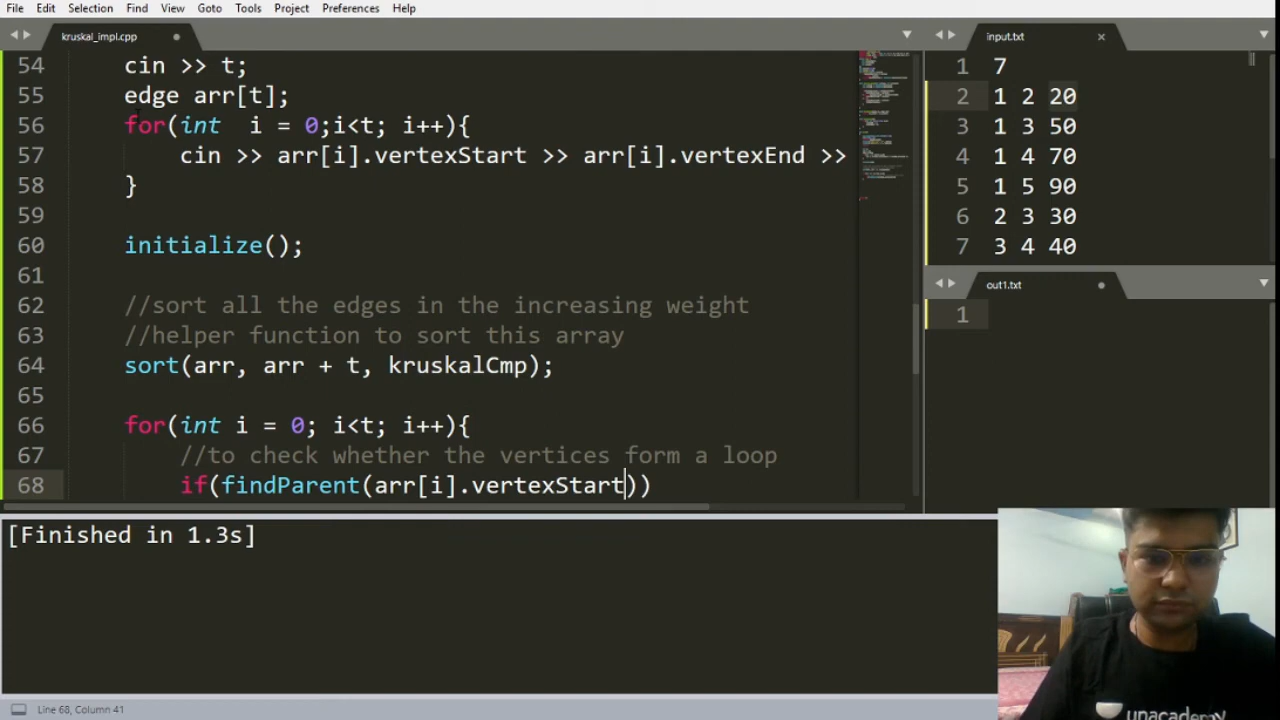 File Edit Selection Find View Goto Tools Project Preferences Help
kruskal_impl.cpp
54 cin >> t;
55 edge arr[t];
56 for(int  i = 0;i<t; i++){
57 cin >> arr[i].vertexStart >> arr[i].vertexEnd >>
58 }
59
60 initialize();
61
62 //sort all the edges in the increasing weight
63 //helper function to sort this array
64 sort(arr, arr + t, kruskalCmp);
65
66 for(int i = 0; i<t; i++){
67 //to check whether the vertices form a loop
68 if(findParent(arr[i].vertexStart))
input.txt
1 7
2 1 2 20
3 1 3 50
4 1 4 70
5 1 5 90
6 2 3 30
7 3 4 40
out1.txt
1
[Finished in 1.3s]
Line 68, Column 41
unacademy